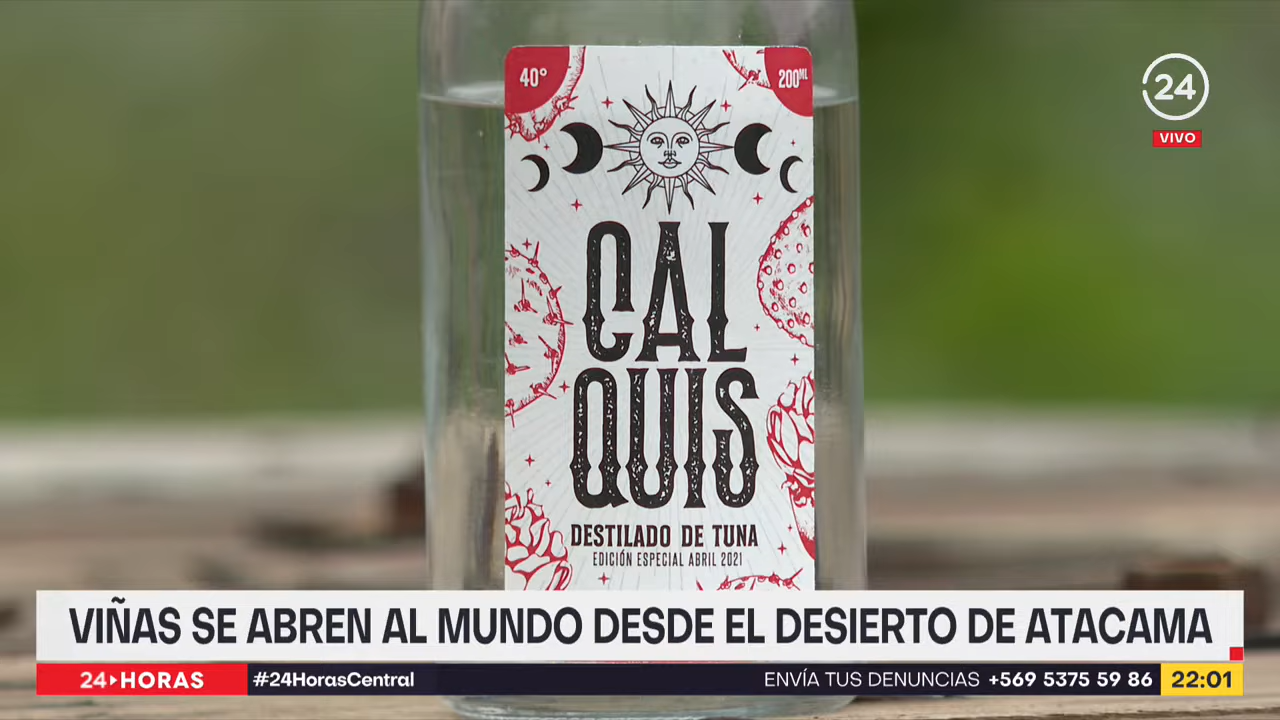 40°
200ML
24
VIVO
CAL
QUIS
DESTILADO DE TUNA
EDICIÓN ESPECIAL ABRIL 2021
VIÑAS SE ABREN AL MUNDO DESDE EL DESIERTO DE ATACAMA
24 HORAS
#24HorasCentral
ENVÍA TUS DENUNCIAS +569 5375 59 86
22:01